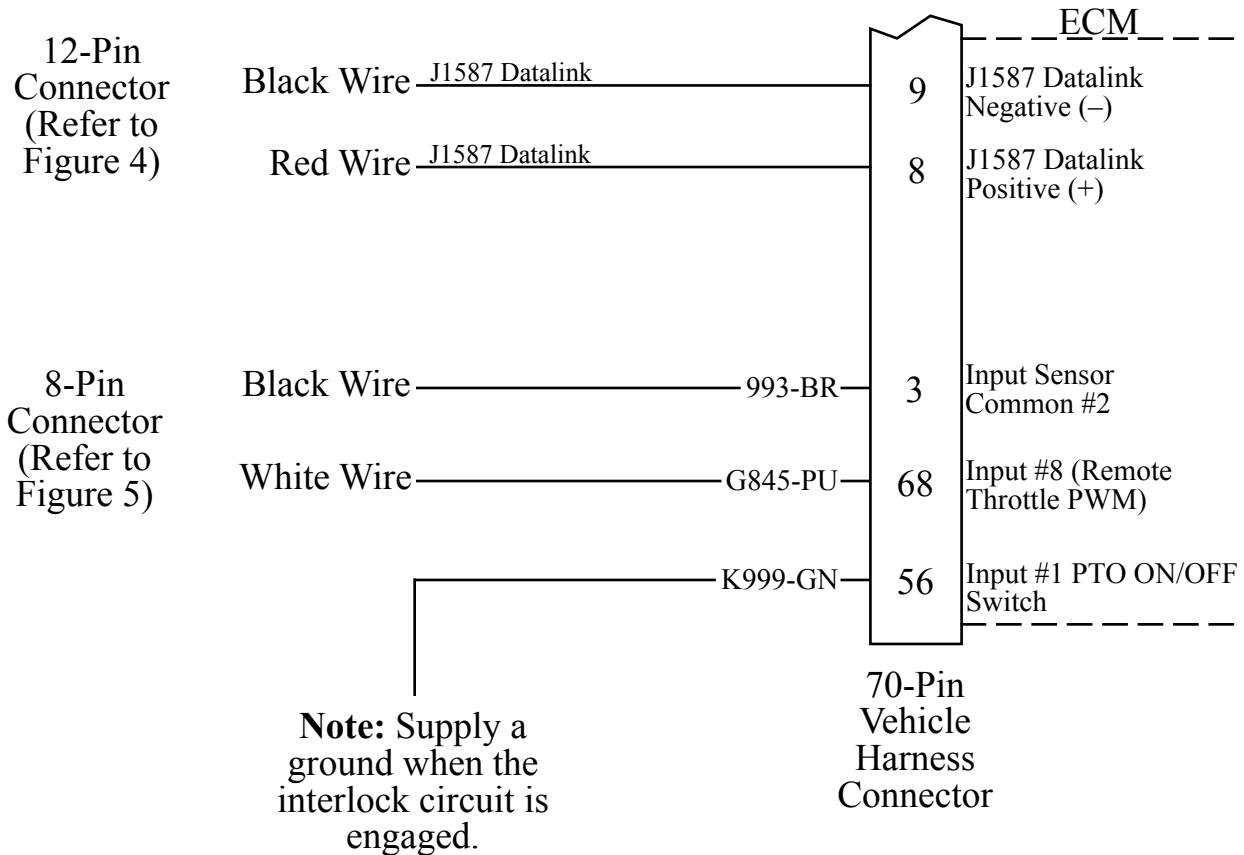 ECM
12-Pin
Connector
(Refer to
Figure 4)
Black Wire
J1587 Datalink
9
J1587 Datalink
Negative (–)
Red Wire
J1587 Datalink
8
J1587 Datalink
Positive (+)
8-Pin
Connector
(Refer to
Figure 5)
Black Wire
993-BR
3
Input Sensor
Common #2
White Wire
G845-PU
68
Input #8 (Remote
Throttle PWM)
K999-GN
56
Input #1 PTO ON/OFF
Switch
Note: Supply a
ground when the
interlock circuit is
engaged.
70-Pin
Vehicle
Harness
Connector